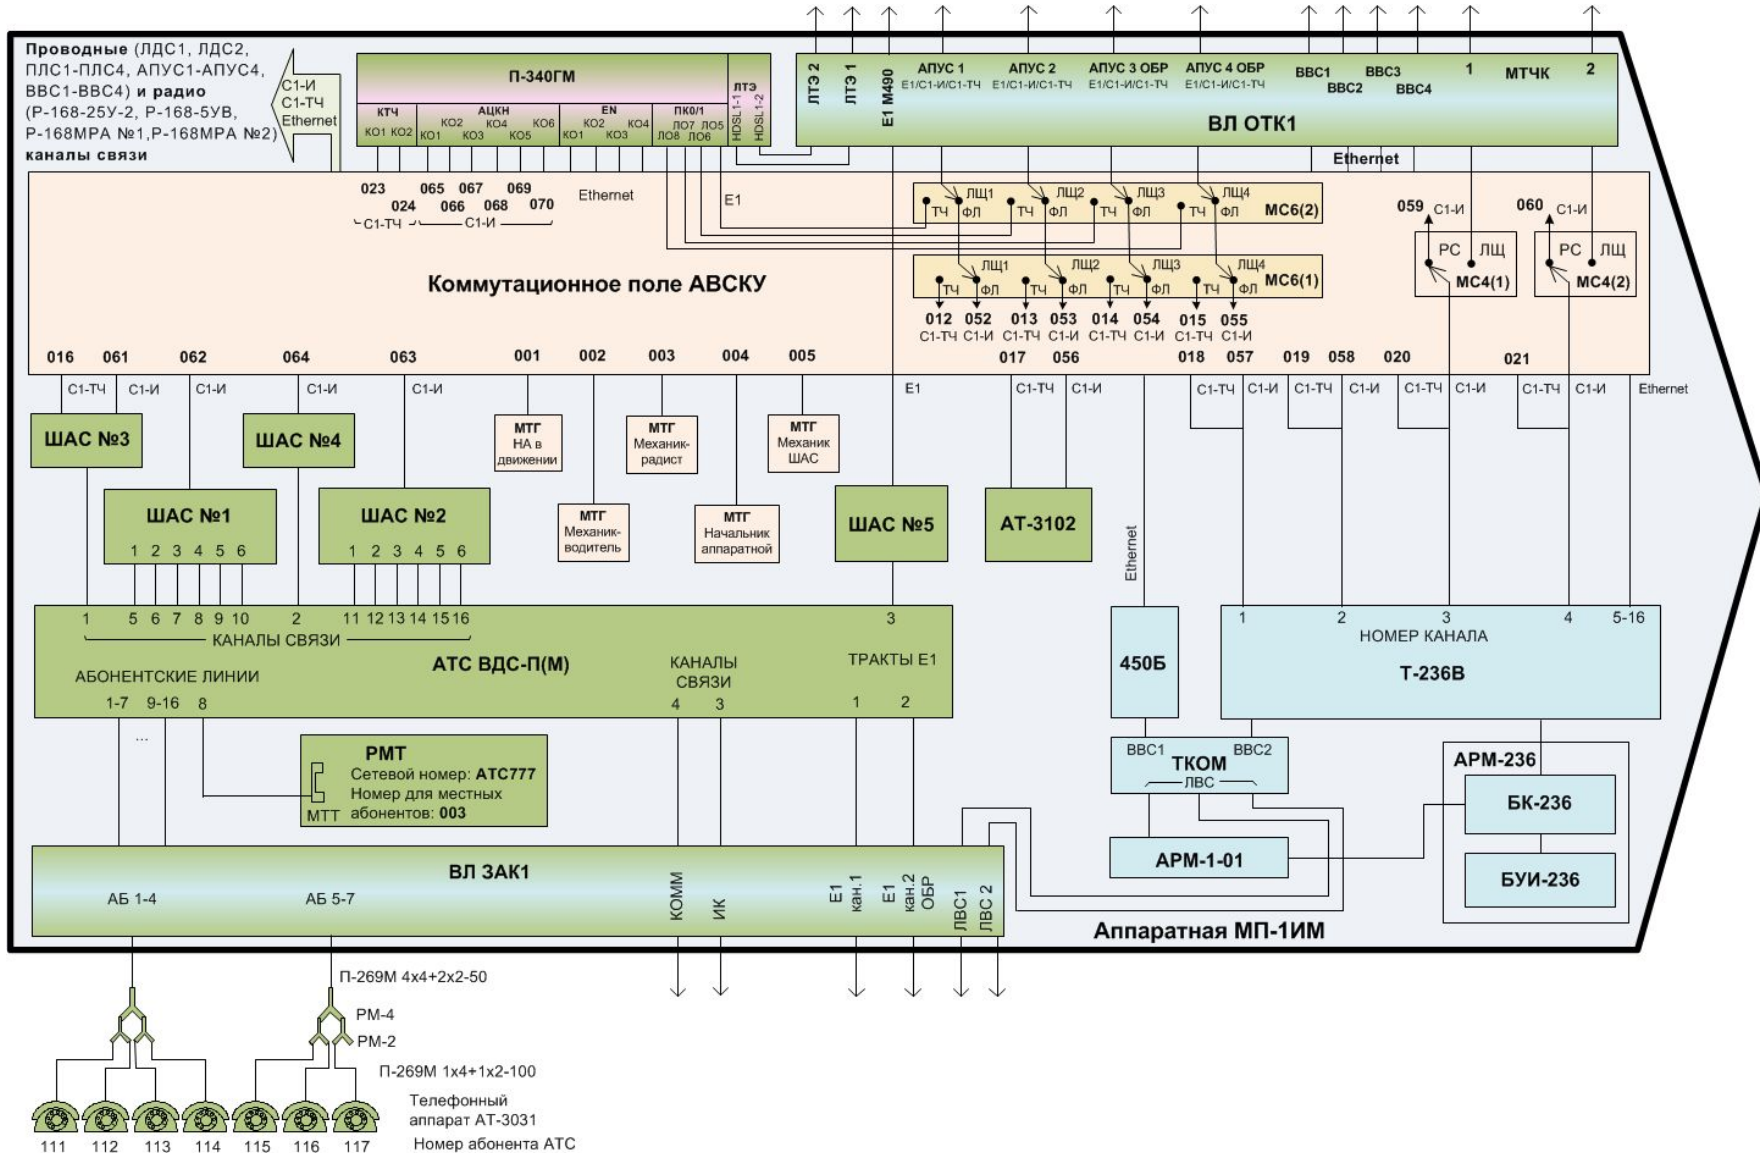 Проводные (ЛДС1, ЛДС2,
ПЛС1-ПЛС4, АПУС1-АПУС4,
ВВС1-ВВС4) и радио
(Р-168-25У-2, Р-168-5УВ,
Р-168МРА №1,Р-168МРА №2)
каналы связи
С1-И
С1-ТЧ
Ethernet
П-340ГМ
ЛТЭ
КТЧ АЦКН EN ПК0/1
КО1 КО2
КО1 КО2 КО3 КО4 КО5 КО6
КО1 КО2 КО3 КО4
ЛО8 ЛО7 ЛО6 ЛО5
HDSL1-1
HDSL1-2
ЛТЭ 2
ЛТЭ 1
Е1 М490
АПУС 1 АПУС 2 АПУС 3 ОБР АПУС 4 ОБР
Е1/С1-И/С1-ТЧ Е1/С1-И/С1-ТЧ Е1/С1-И/С1-ТЧ Е1/С1-И/С1-ТЧ
ВВС1 ВВС2 ВВС3 ВВС4
1 МТЧК 2
ВЛ ОТК1
Ethernet
023 024
С1-ТЧ
065 066 067 068 069 070
С1-И
Ethernet
Е1
ЛЩ1 ЛЩ2 ЛЩ3 ЛЩ4
ТЧ ФЛ ТЧ ФЛ ТЧ ФЛ ТЧ ФЛ
МС6(2)
ЛЩ1 ЛЩ2 ЛЩ3 ЛЩ4
ТЧ ФЛ ТЧ ФЛ ТЧ ФЛ ТЧ ФЛ
МС6(1)
012 052 013 053 014 054 015 055
С1-ТЧ С1-И С1-ТЧ С1-И С1-ТЧ С1-И С1-ТЧ С1-И
059 С1-И
РС ЛЩ
МС4(1)
060 С1-И
РС ЛЩ
МС4(2)
Коммутационное поле АВСКУ
016 061 062 064 063 001 002 003 004 005 017 056 018 057 019 058 020 021
С1-ТЧ С1-И С1-И С1-И С1-И Е1 С1-ТЧ С1-И С1-ТЧ С1-И С1-ТЧ С1-И С1-ТЧ С1-И С1-ТЧ С1-И Ethernet
ШАС №3
ШАС №4
МТГ
НА в
движении
МТГ
Механик-
радист
МТГ
Механик
ШАС
ШАС №1
1 2 3 4 5 6
ШАС №2
1 2 3 4 5 6
МТГ
Механик-
водитель
МТГ
Начальник
аппаратной
ШАС №5
АТ-3102
Ethernet
1 5 6 7 8 9 10 2 11 12 13 14 15 16 3
КАНАЛЫ СВЯЗИ
АТС ВДС-П(М)
АБОНЕНТСКИЕ ЛИНИИ
1-7 9-16 8
...
КАНАЛЫ
СВЯЗИ
4 3
ТРАКТЫ Е1
1 2
450Б
1 2 3 4 5-16
НОМЕР КАНАЛА
Т-236В
РМТ
Сетевой номер: АТС777
Номер для местных
абонентов: 003
МТТ
ВВС1 ВВС2
ТКОМ
ЛВС
АРМ-236
БК-236
АРМ-1-01
БУИ-236
ВЛ ЗАК1
АБ 1-4 АБ 5-7
КОММ
ИК
Е1
кан.1
Е1
кан.2
ОБР
ЛВС1
ЛВС 2
Аппаратная МП-1ИМ
П-269М 4х4+2х2-50
РМ-4
РМ-2
П-269М 1х4+1х2-100
Телефонный
аппарат АТ-3031
111 112 113 114 115 116 117 Номер абонента АТС